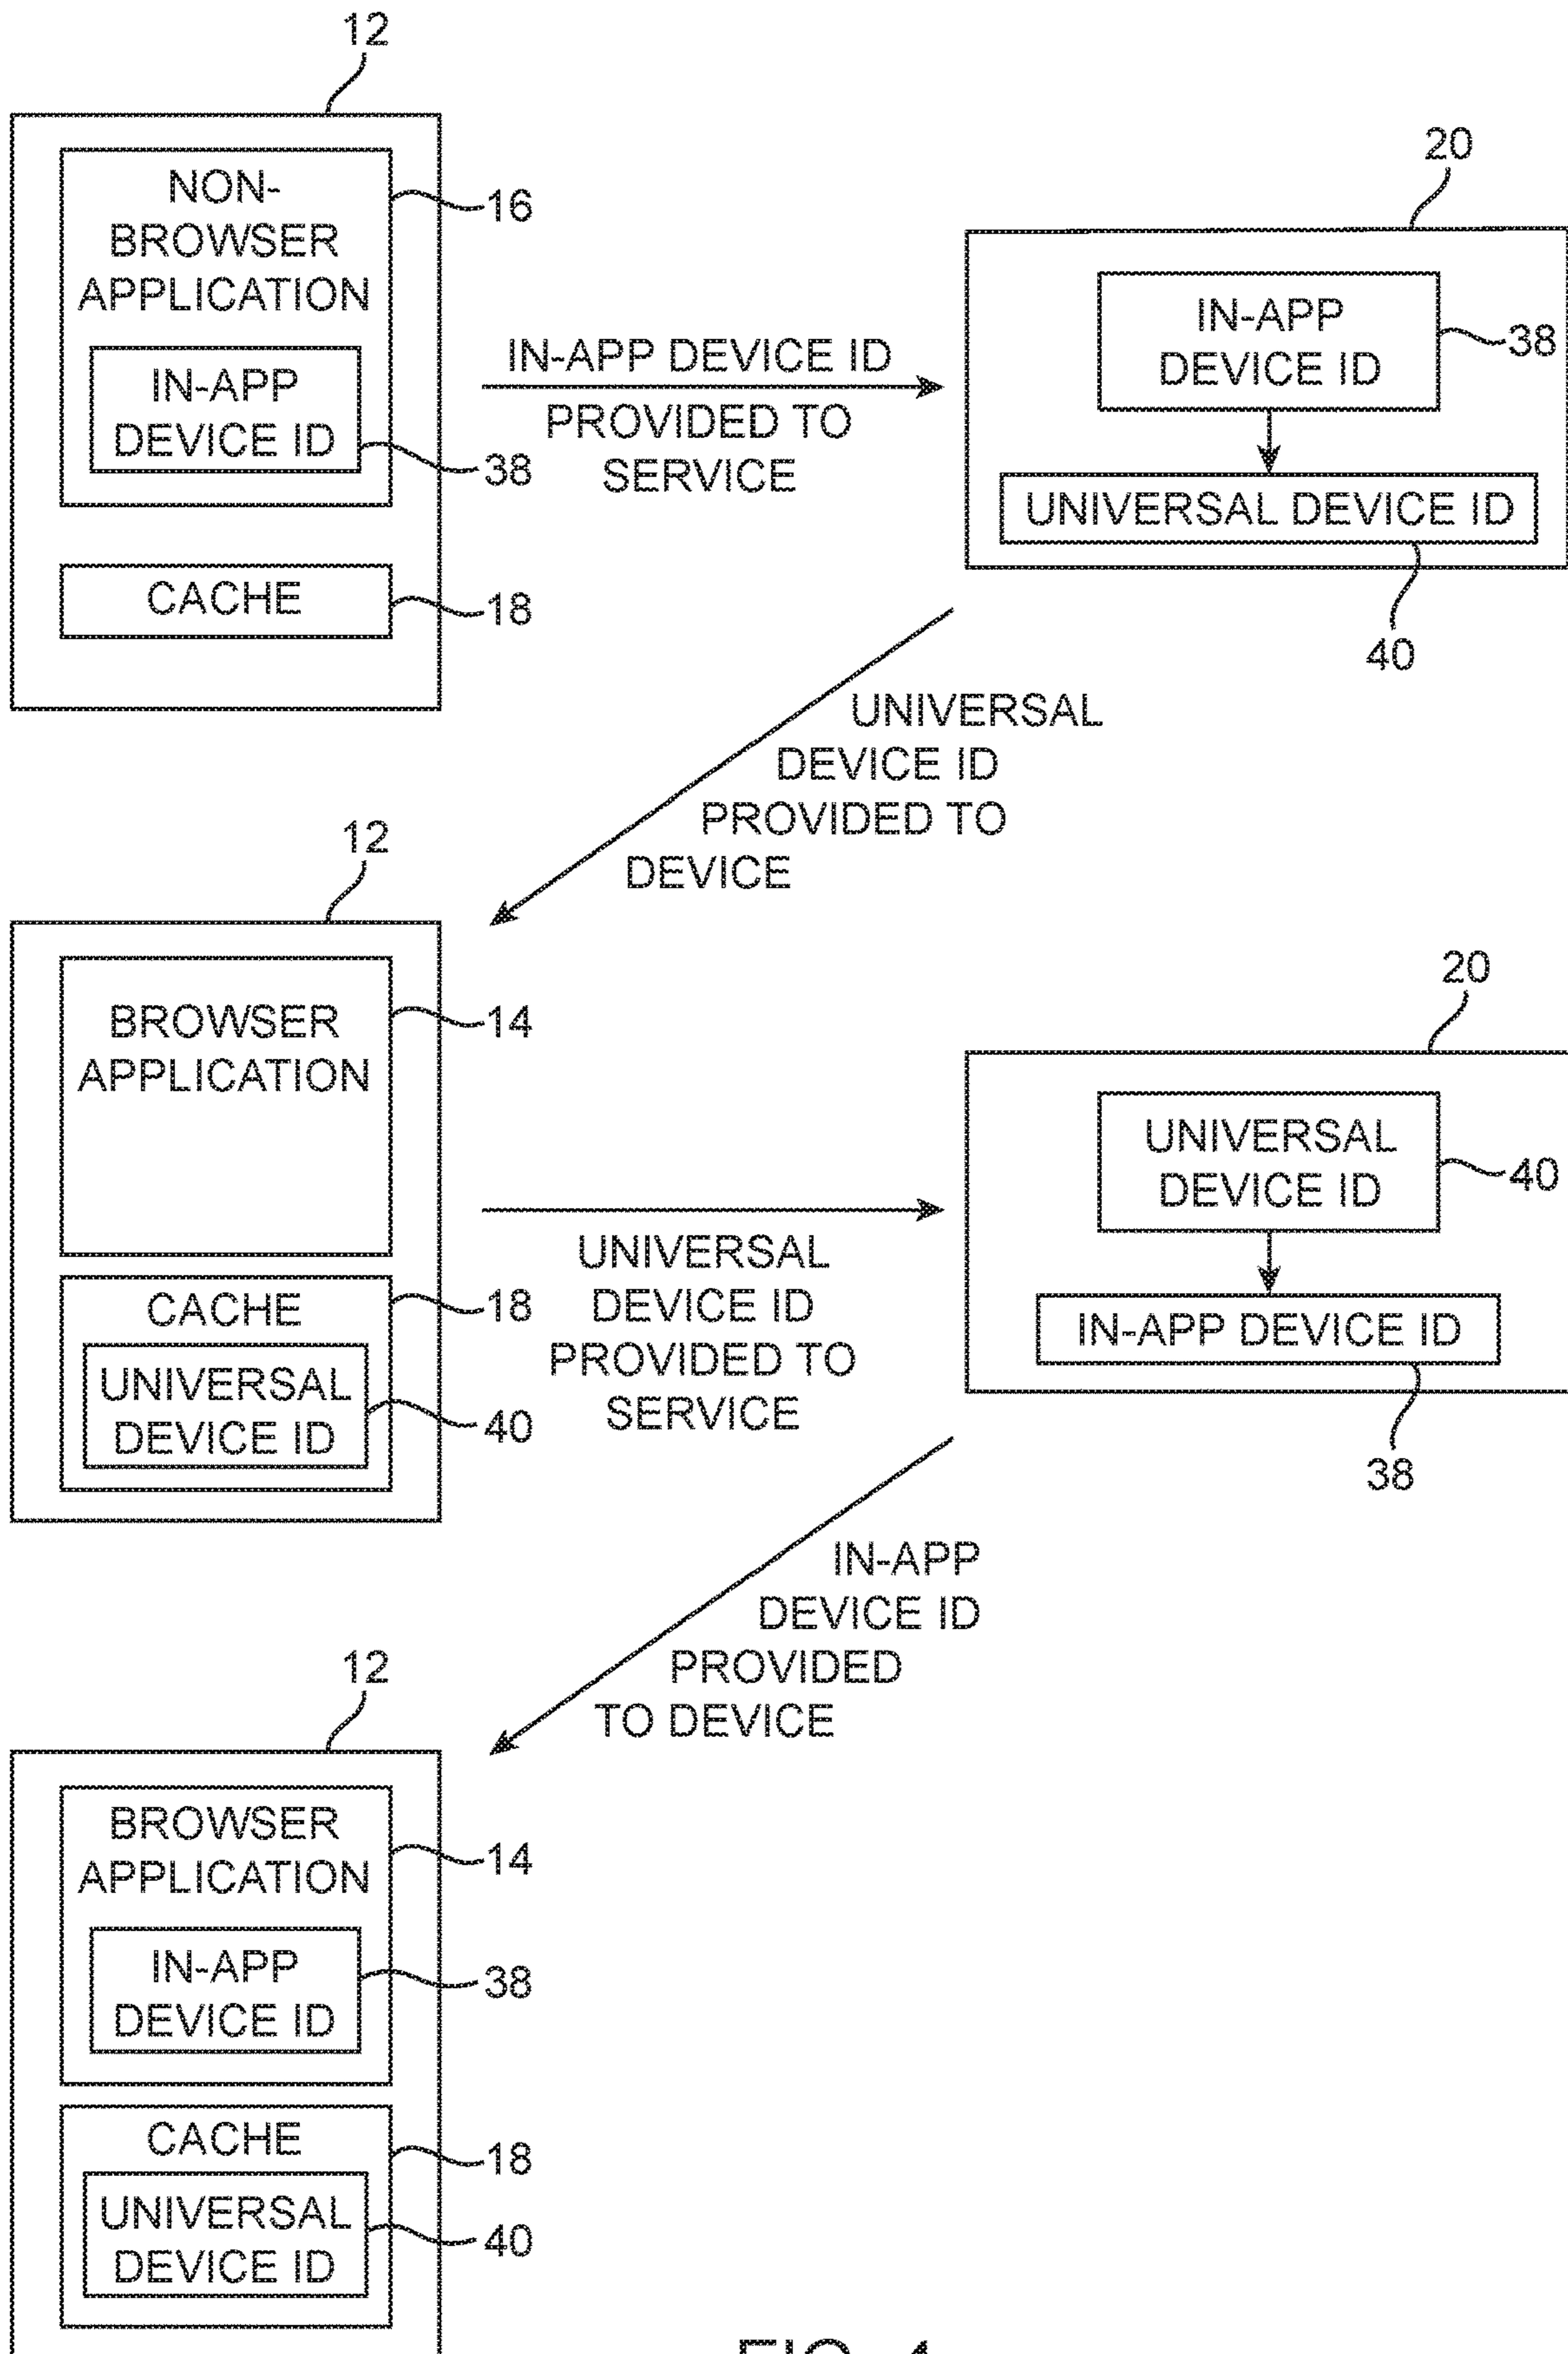 12
NON-
BROWSER
APPLICATION
16
IN-APP
DEVICE ID
38
CACHE
18
IN-APP DEVICE ID
PROVIDED TO
SERVICE
20
IN-APP
DEVICE ID
38
UNIVERSAL DEVICE ID
40
UNIVERSAL
DEVICE ID
PROVIDED TO
DEVICE
12
BROWSER
APPLICATION
14
CACHE
18
UNIVERSAL
DEVICE ID
40
UNIVERSAL
DEVICE ID
PROVIDED TO
SERVICE
20
UNIVERSAL
DEVICE ID
40
IN-APP DEVICE ID
38
IN-APP
DEVICE ID
PROVIDED
TO DEVICE
12
BROWSER
APPLICATION
14
IN-APP
DEVICE ID
38
CACHE
18
UNIVERSAL
DEVICE ID
40